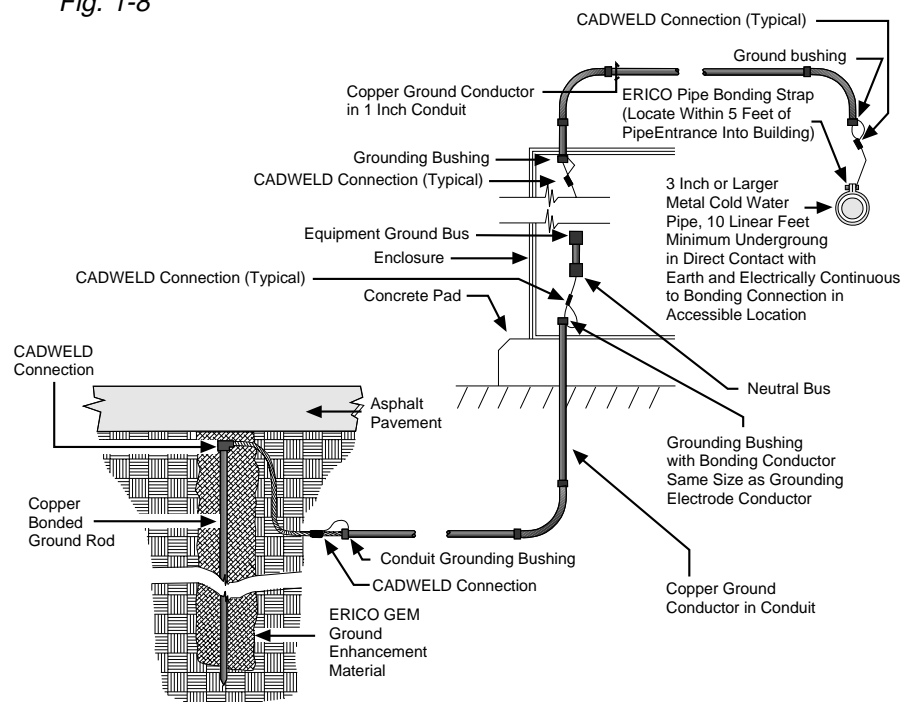 Fig. 1-8
CADWELD Connection (Typical)
Ground bushing
Copper Ground Conductor
in 1 Inch Conduit
ERICO Pipe Bonding Strap
(Locate Within 5 Feet of
PipeEntrance Into Building)
Grounding Bushing
CADWELD Connection (Typical)
3 Inch or Larger
Metal Cold Water
Pipe, 10 Linear Feet
Minimum Undergroung
in Direct Contact with
Earth and Electrically Continuous
to Bonding Connection in
Accessible Location
Equipment Ground Bus
Enclosure
CADWELD Connection (Typical)
Concrete Pad
CADWELD
Connection
Asphalt
Pavement
Neutral Bus
Grounding Bushing
with Bonding Conductor
Same Size as Grounding
Electrode Conductor
Copper
Bonded
Ground Rod
Conduit Grounding Bushing
CADWELD Connection
Copper Ground
Conductor in Conduit
ERICO GEM
Ground
Enhancement
Material